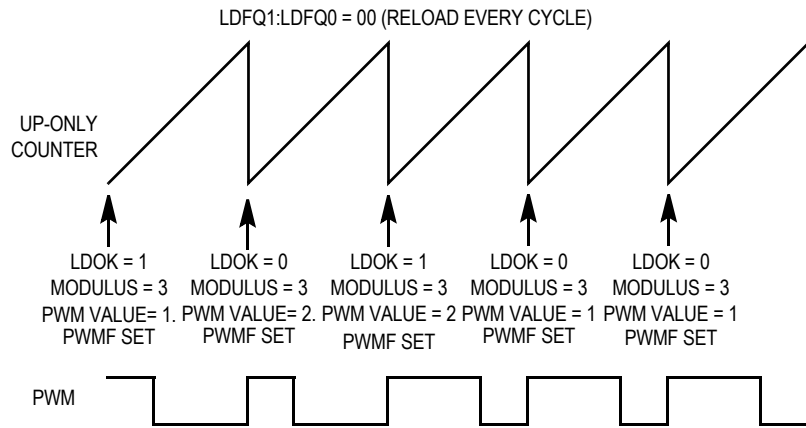 LDFQ1:LDFQ0 = 00 (RELOAD EVERY CYCLE)
UP-ONLY
COUNTER
LDOK = 1
MODULUS = 3
PWM VALUE= 1.
PWMF SET
LDOK = 0
MODULUS = 3
PWM VALUE= 2.
PWMF SET
LDOK = 1
MODULUS = 3
PWM VALUE = 2
PWMF SET
LDOK = 0
MODULUS = 3
PWM VALUE = 1
PWMF SET
LDOK = 0
MODULUS = 3
PWM VALUE = 1
PWMF SET
PWM